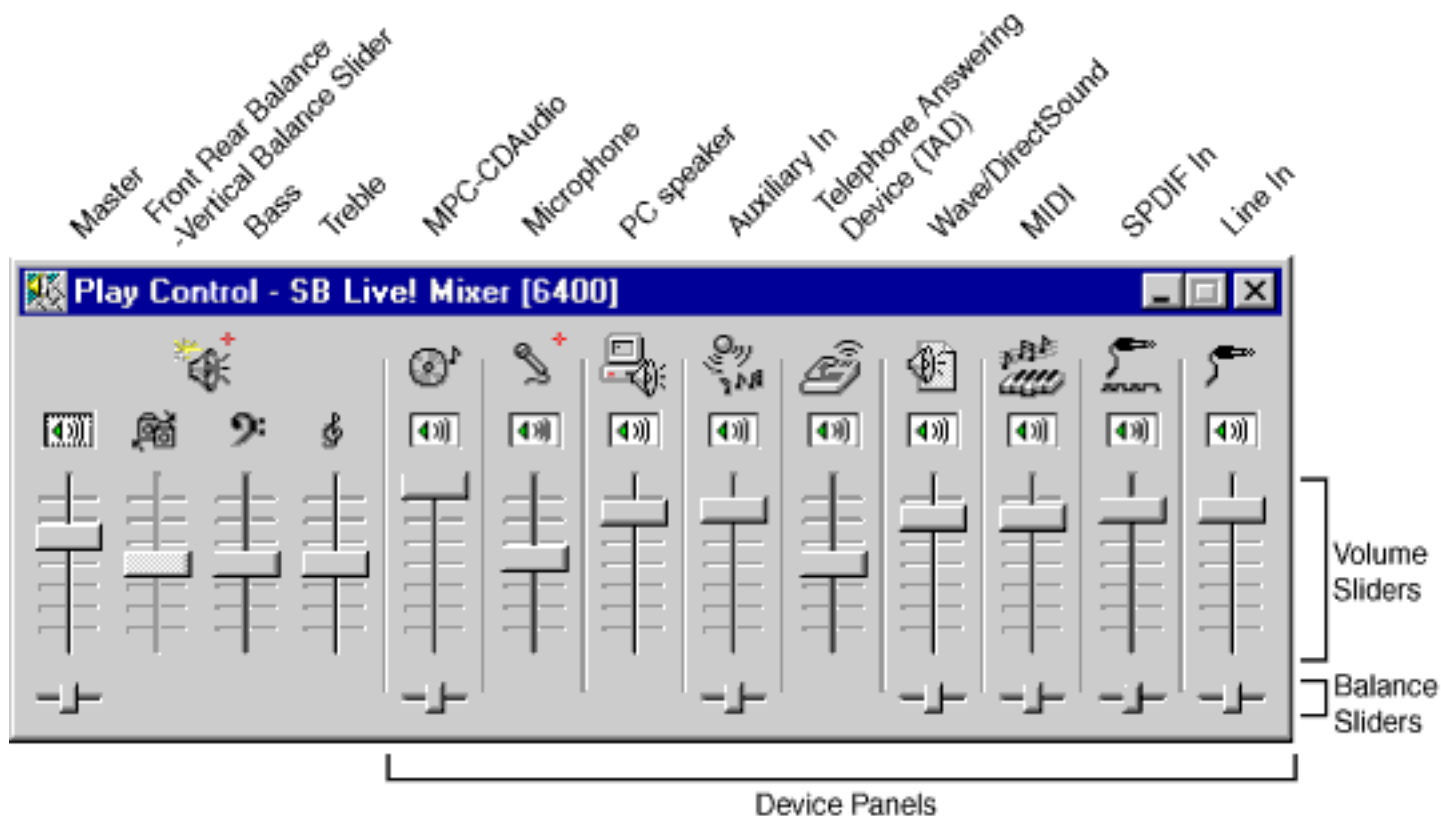 Master
Front Rear Balance
-Vertical Balance Slider
Bass
Treble
MPC-CDAudio
Microphone
PC speaker
Auxiliary In
Telephone Answering
Device (TAD)
Wave/DirectSound
MIDI
SPDIF In
Line In
Play Control - SB Live! Mixer [6400]
Volume
Sliders
Balance
Sliders
Device Panels